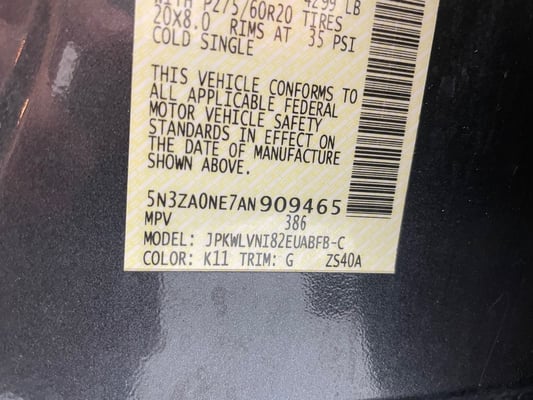 WITH P275/60R20 TIRES
4299 LB
20x8.0 RIMS AT 35 PSI
COLD SINGLE
THIS VEHICLE CONFORMS TO
ALL APPLICABLE FEDERAL
MOTOR VEHICLE SAFETY
STANDARDS IN EFFECT ON
THE DATE OF MANUFACTURE
SHOWN ABOVE.
5N3ZA0NE7AN909465
MPV 386
MODEL: JPKWLVNI82EUABFB-C
COLOR: K11 TRIM: G ZS40A